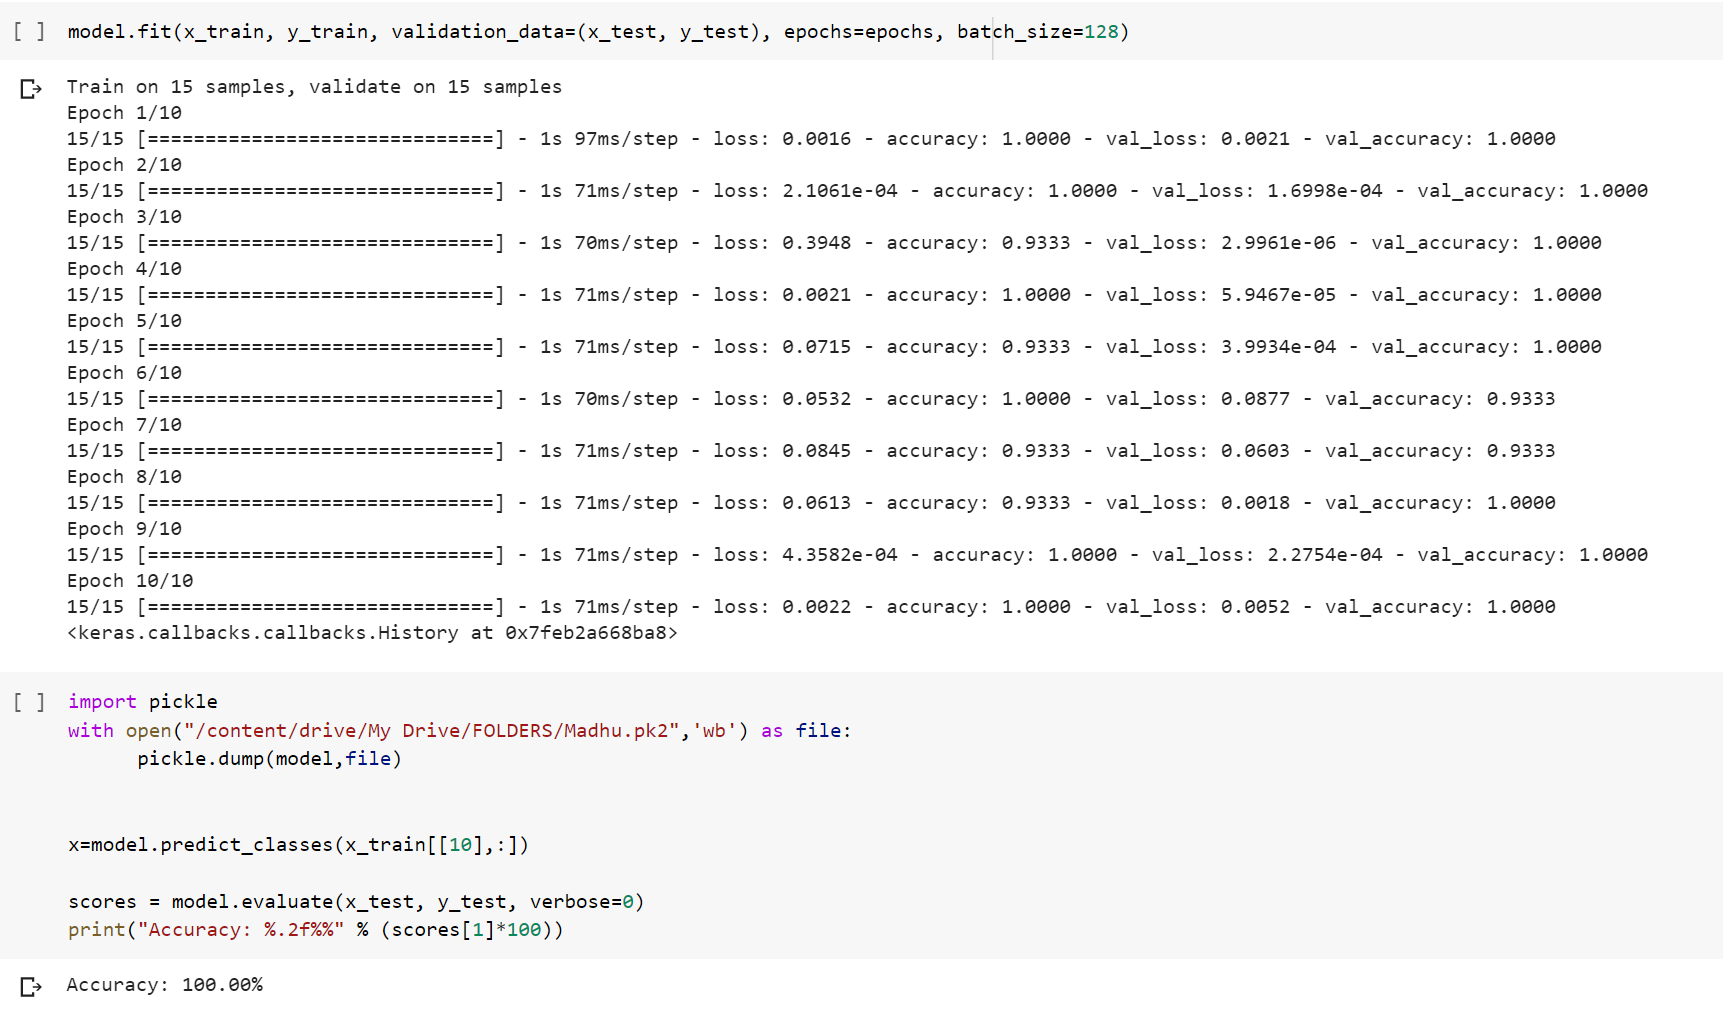 [ ] model.fit(x_train, y_train, validation_data=(x_test, y_test), epochs=epochs, batch_size=128)
Train on 15 samples, validate on 15 samples
Epoch 1/10
15/15 [==============================] - 1s 97ms/step - loss: 0.0016 - accuracy: 1.0000 - val_loss: 0.0021 - val_accuracy: 1.0000
Epoch 2/10
15/15 [==============================] - 1s 71ms/step - loss: 2.1061e-04 - accuracy: 1.0000 - val_loss: 1.6998e-04 - val_accuracy: 1.0000
Epoch 3/10
15/15 [==============================] - 1s 70ms/step - loss: 0.3948 - accuracy: 0.9333 - val_loss: 2.9961e-06 - val_accuracy: 1.0000
Epoch 4/10
15/15 [==============================] - 1s 71ms/step - loss: 0.0021 - accuracy: 1.0000 - val_loss: 5.9467e-05 - val_accuracy: 1.0000
Epoch 5/10
15/15 [==============================] - 1s 71ms/step - loss: 0.0715 - accuracy: 0.9333 - val_loss: 3.9934e-04 - val_accuracy: 1.0000
Epoch 6/10
15/15 [==============================] - 1s 70ms/step - loss: 0.0532 - accuracy: 1.0000 - val_loss: 0.0877 - val_accuracy: 0.9333
Epoch 7/10
15/15 [==============================] - 1s 71ms/step - loss: 0.0845 - accuracy: 0.9333 - val_loss: 0.0603 - val_accuracy: 0.9333
Epoch 8/10
15/15 [==============================] - 1s 71ms/step - loss: 0.0613 - accuracy: 0.9333 - val_loss: 0.0018 - val_accuracy: 1.0000
Epoch 9/10
15/15 [==============================] - 1s 71ms/step - loss: 4.3582e-04 - accuracy: 1.0000 - val_loss: 2.2754e-04 - val_accuracy: 1.0000
Epoch 10/10
15/15 [==============================] - 1s 71ms/step - loss: 0.0022 - accuracy: 1.0000 - val_loss: 0.0052 - val_accuracy: 1.0000
<keras.callbacks.callbacks.History at 0x7feb2a668ba8>
[ ] import pickle
with open("/content/drive/My Drive/FOLDERS/Madhu.pk2",'wb') as file:
pickle.dump(model,file)
x=model.predict_classes(x_train[[10],:])
scores = model.evaluate(x_test, y_test, verbose=0)
print("Accuracy: %.2f%%" % (scores[1]*100))
Accuracy: 100.00%